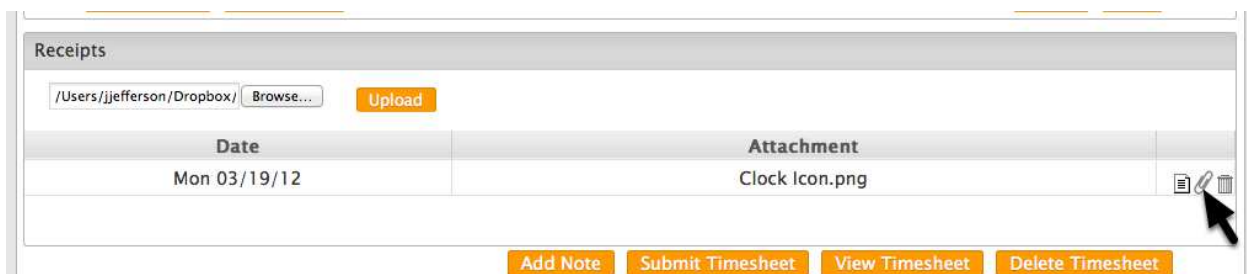 Receipts
/Users/jjefferson/Dropbox/ Browse... Upload
Date Attachment
Mon 03/19/12 Clock Icon.png
Add Note Submit Timesheet View Timesheet Delete Timesheet